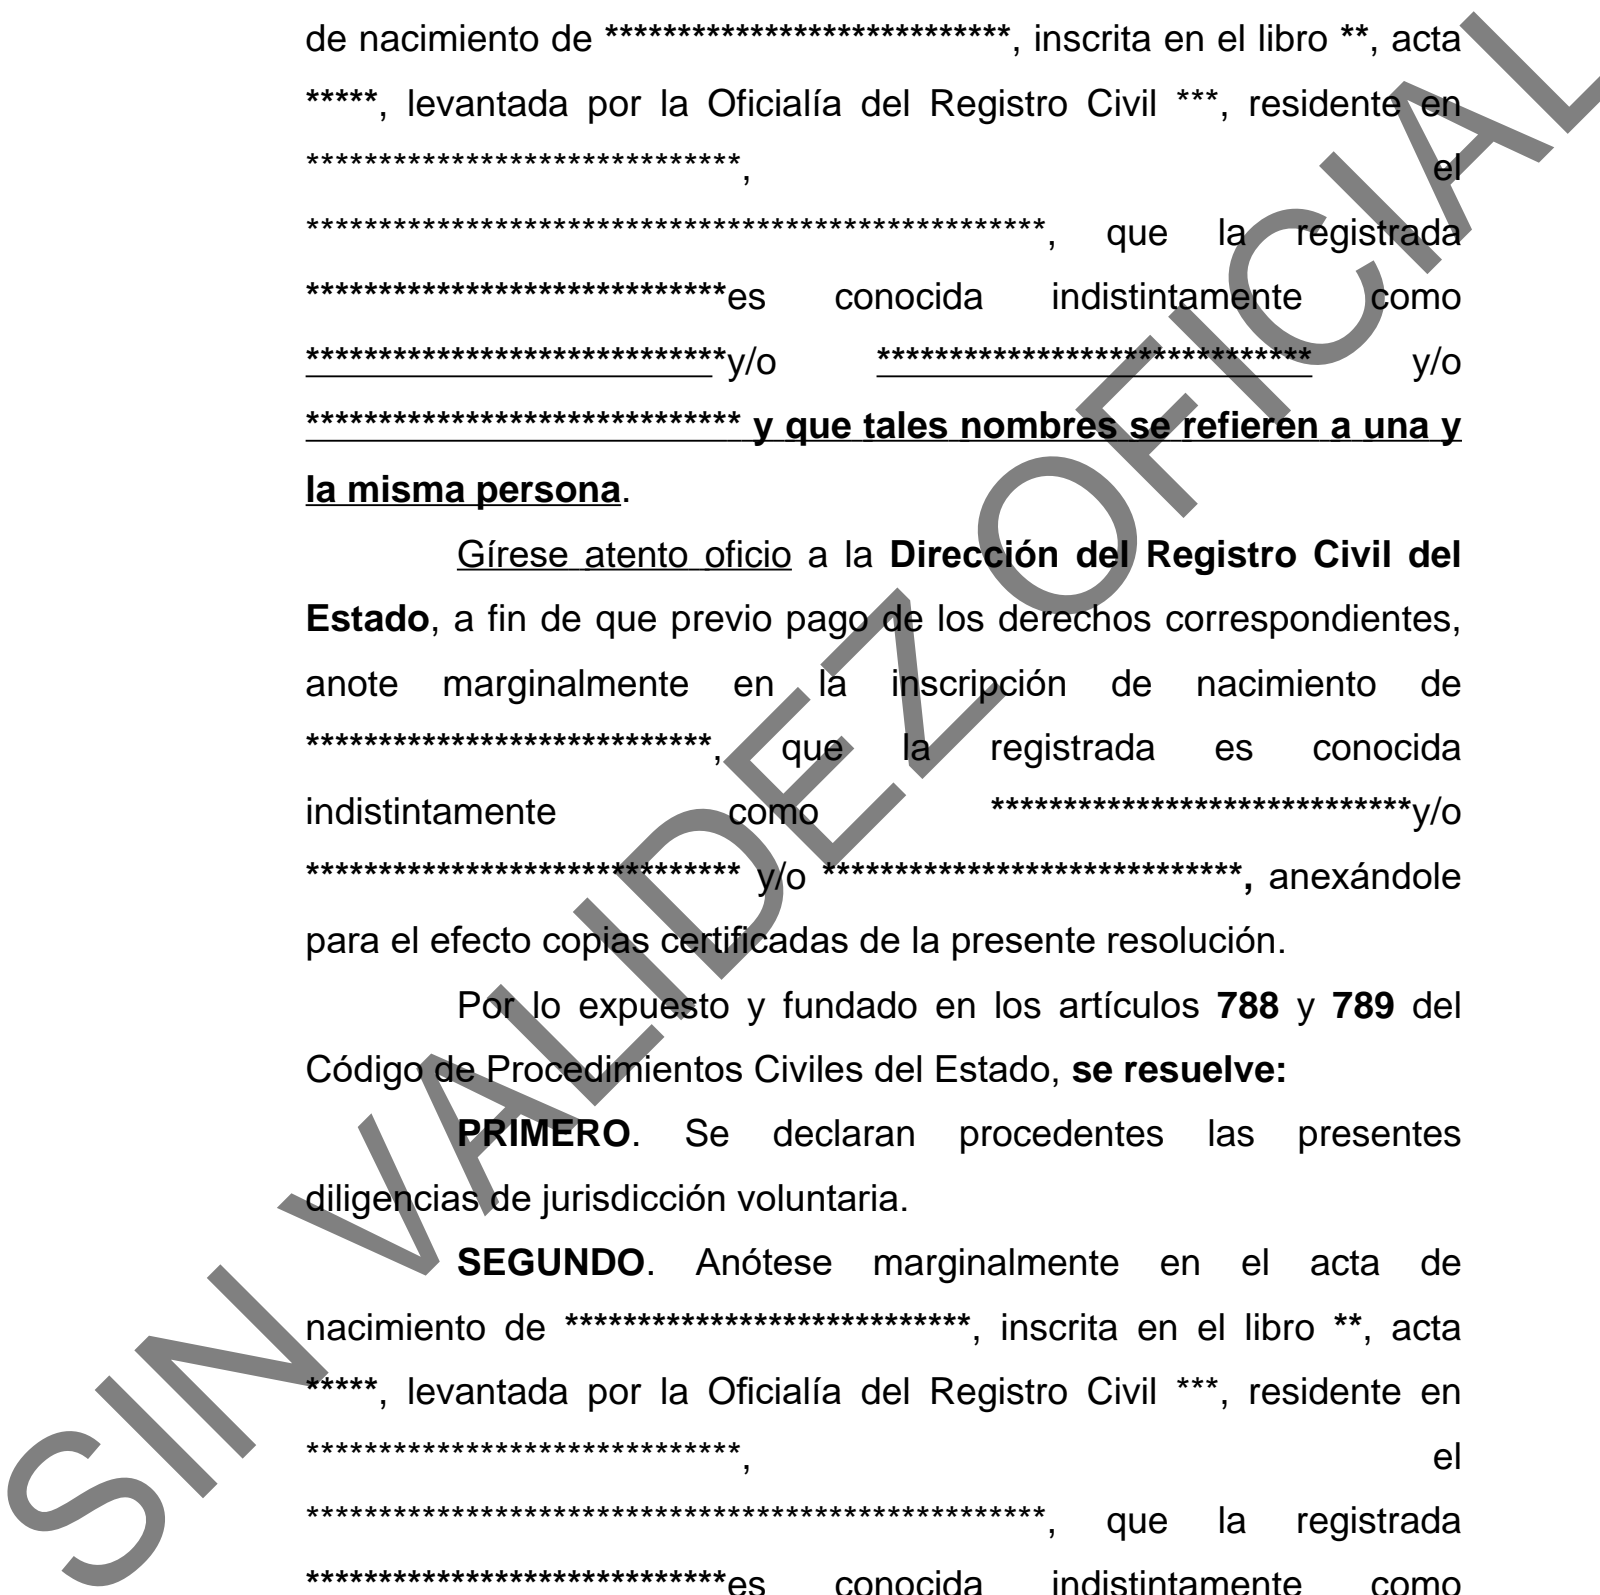 de nacimiento de ****************************, inscrita en el libro **, acta
*****, levantada por la Oficialía del Registro Civil ***, residente en
******************************, el
***************************************************, que la registrada
*****************************es conocida indistintamente como
*****************************y/o ****************************** y/o
****************************** y que tales nombres se refieren a una y
la misma persona.
Gírese atento oficio a la Dirección del Registro Civil del
Estado, a fin de que previo pago de los derechos correspondientes,
anote marginalmente en la inscripción de nacimiento de
****************************, que la registrada es conocida
indistintamente como *****************************y/o
****************************** y/o *****************************, anexándole
para el efecto copias certificadas de la presente resolución.
Por lo expuesto y fundado en los artículos 788 y 789 del
Código de Procedimientos Civiles del Estado, se resuelve:
PRIMERO. Se declaran procedentes las presentes
diligencias de jurisdicción voluntaria.
SEGUNDO. Anótese marginalmente en el acta de
nacimiento de ****************************, inscrita en el libro **, acta
*****, levantada por la Oficialía del Registro Civil ***, residente en
******************************, el
***************************************************, que la registrada
*****************************es conocida indistintamente como
SIN VALIDEZ OFICIAL